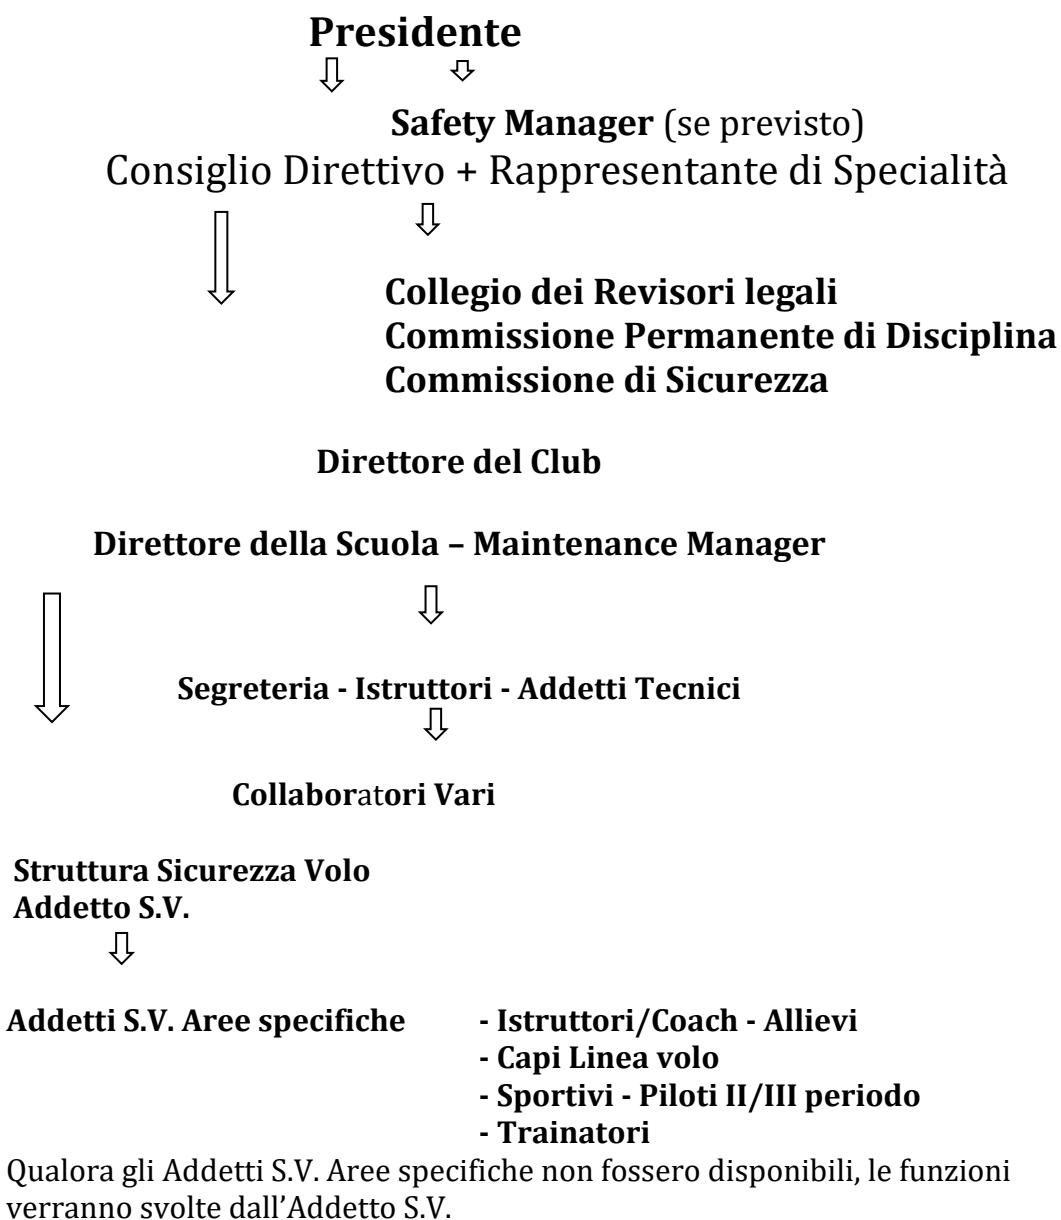 Presidente
Safety Manager (se previsto)
Consiglio Direttivo + Rappresentante di Specialità
Collegio dei Revisori legali
Commissione Permanente di Disciplina
Commissione di Sicurezza
Direttore del Club
Direttore della Scuola – Maintenance Manager
Segreteria - Istruttori - Addetti Tecnici
Collaboratori Vari
Struttura Sicurezza Volo
Addetto S.V.
Addetti S.V. Aree specifiche - Istruttori/Coach - Allievi
- Capi Linea volo
- Sportivi - Piloti II/III periodo
- Trainatori
Qualora gli Addetti S.V. Aree specifiche non fossero disponibili, le funzioni
verranno svolte dall’Addetto S.V.